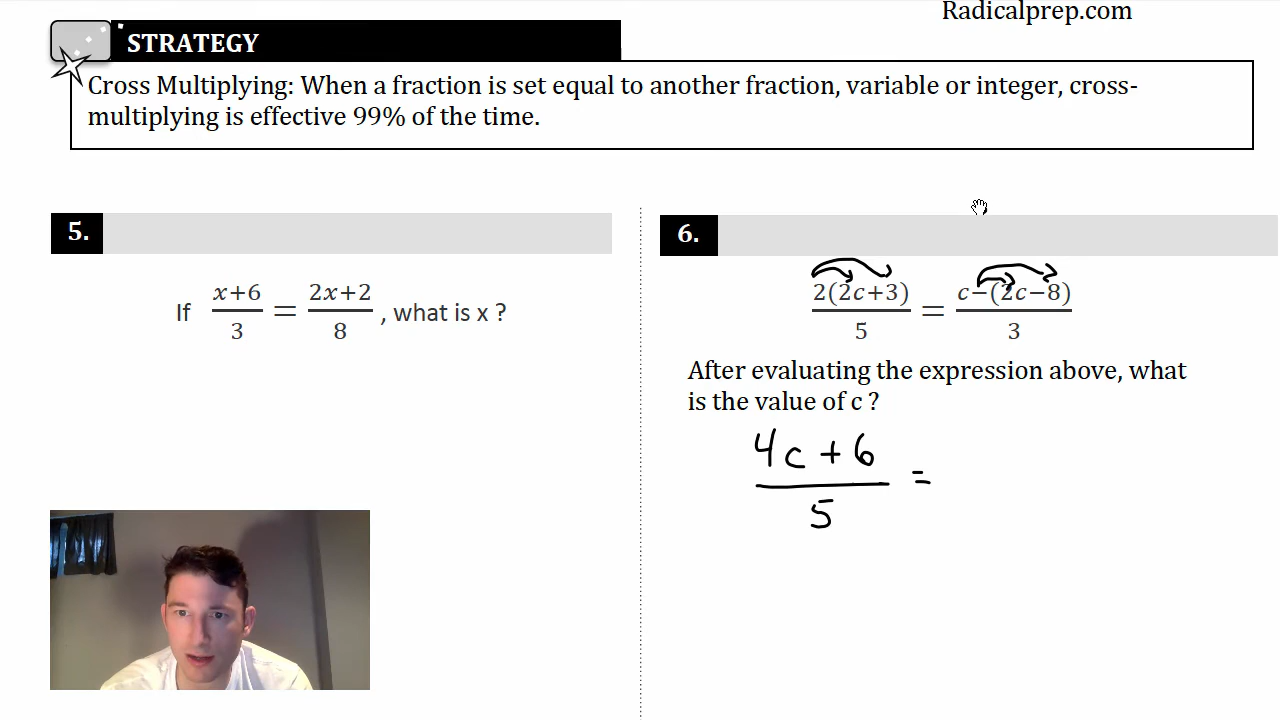 Radicalprep.com
STRATEGY
Cross Multiplying: When a fraction is set equal to another fraction, variable or integer, cross-
multiplying is effective 99% of the time.
5.
If x+6/3 = 2x+2/8 , what is x ?
6.
2(2c+3)/5 = c−(2c−8)/3
After evaluating the expression above, what
is the value of c ?
4c + 6
5
=